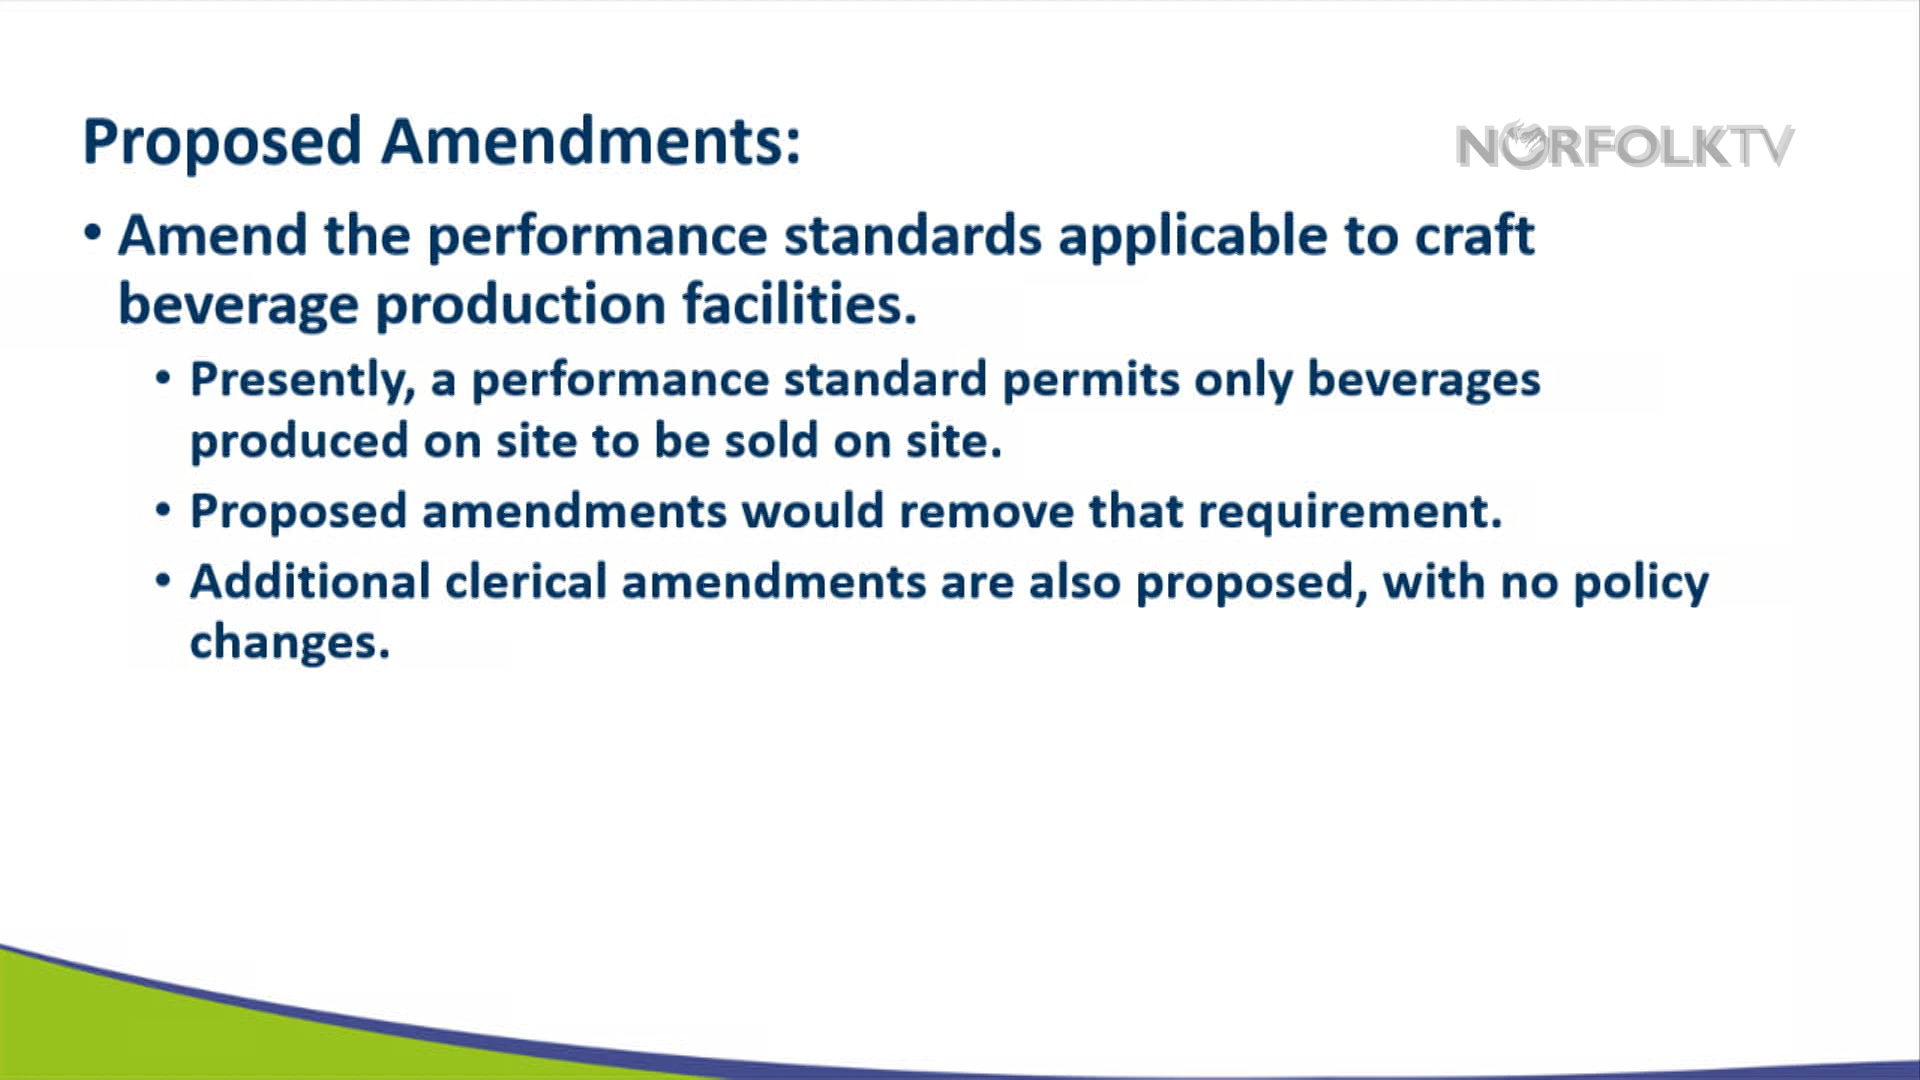 Proposed Amendments:
NORFOLKTV
• Amend the performance standards applicable to craft
beverage production facilities.
• Presently, a performance standard permits only beverages
produced on site to be sold on site.
• Proposed amendments would remove that requirement.
• Additional clerical amendments are also proposed, with no policy
changes.